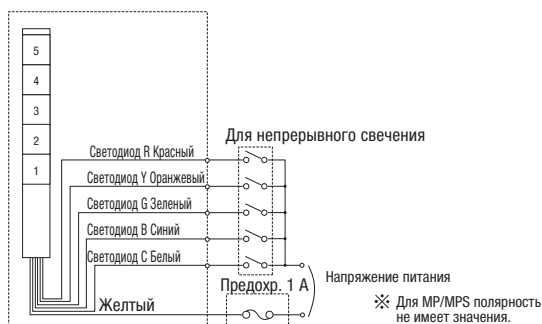 5
4
3
2
1
Для непрерывного свечения
Светодиод R Красный
Светодиод Y Оранжевый
Светодиод G Зеленый
Светодиод B Синий
Светодиод C Белый
Предохр. 1 А
Желтый
Напряжение питания
※ Для MP/MPS полярность
не имеет значения.